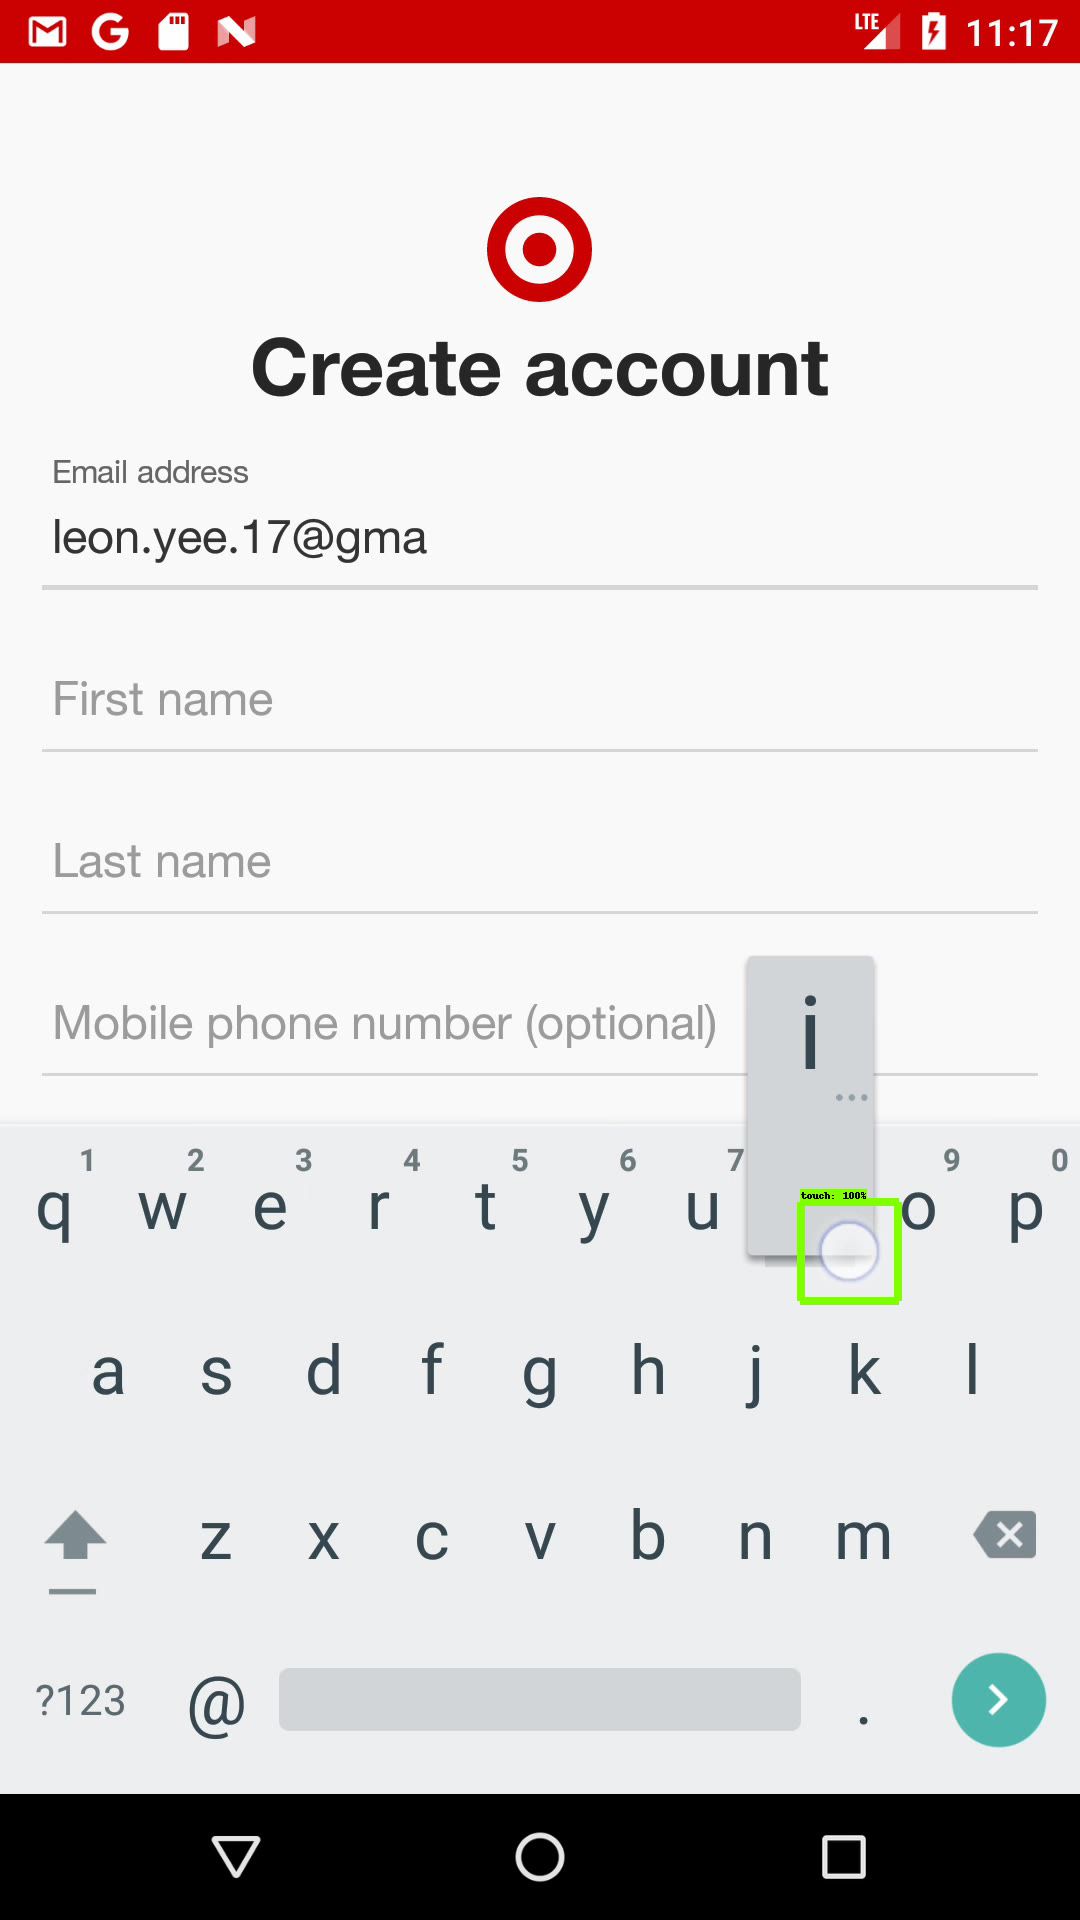 LTE 11:17
Create account
Email address
leon.yee.17@gma
First name
Last name
Mobile phone number (optional)
i
...
1 2 3 4 5 6 7 9 0
q w e r t y u o p
touch: 100%
a s d f g h j k l
z x c v b n m
?123 @ .